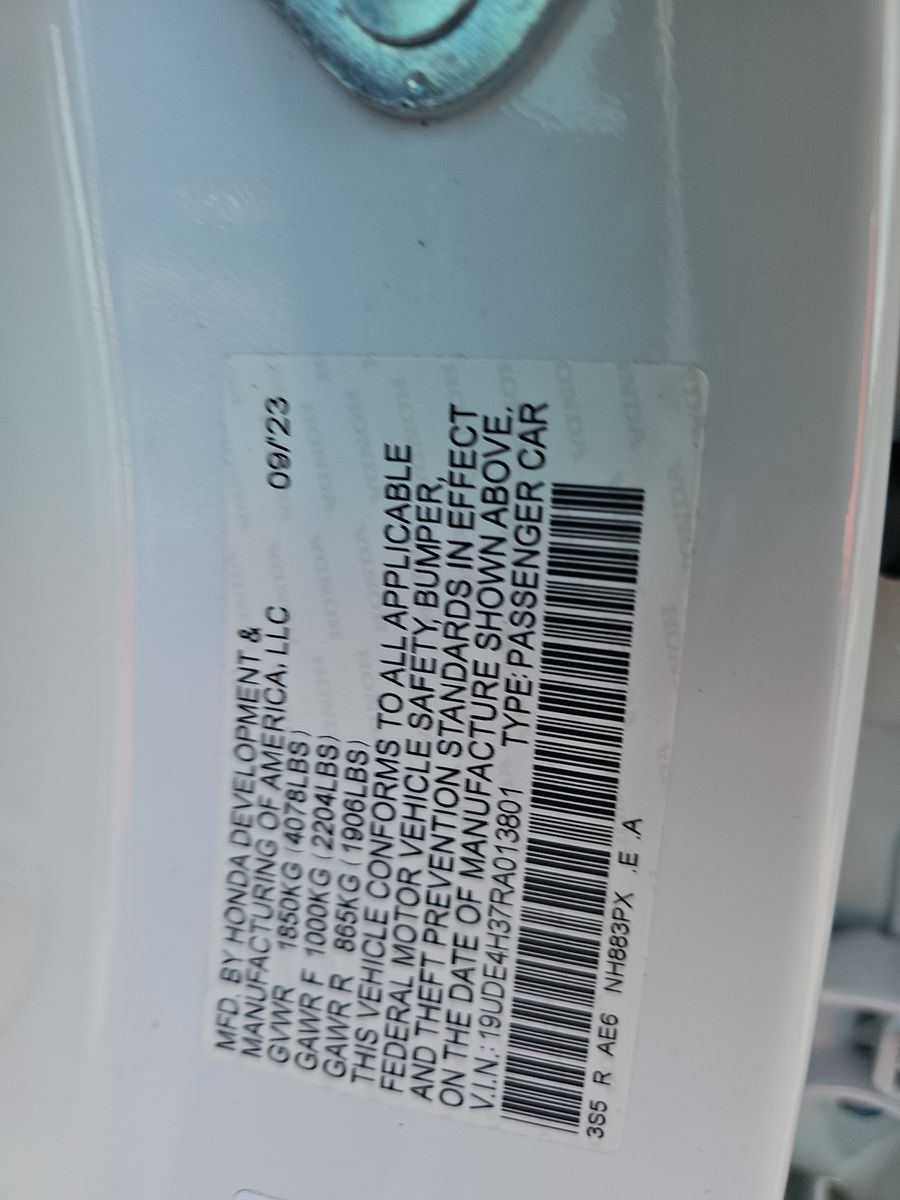 MFD. BY HONDA DEVELOPMENT &
MANUFACTURING OF AMERICA, LLC 09/'23
GVWR 1850KG (4078LBS)
GAWR F 1000KG (2204LBS)
GAWR R 865KG (1906LBS)
THIS VEHICLE CONFORMS TO ALL APPLICABLE
FEDERAL MOTOR VEHICLE SAFETY, BUMPER,
AND THEFT PREVENTION STANDARDS IN EFFECT
ON THE DATE OF MANUFACTURE SHOWN ABOVE.
V.I.N.: 19UDE4H37RA013801 TYPE: PASSENGER CAR
3S5 R AE6 NH883PX .E .A